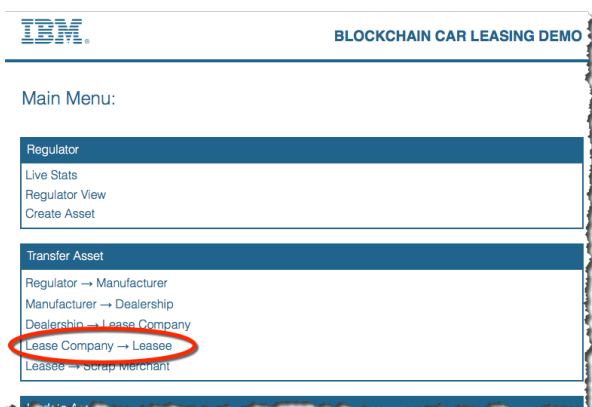 IBM®
BLOCKCHAIN CAR LEASING DEMO
Main Menu:
Regulator
Live Stats
Regulator View
Create Asset
Transfer Asset
Regulator → Manufacturer
Manufacturer → Dealership
Dealership → Lease Company
Lease Company → Leasee
Leasee → Scrap Merchant